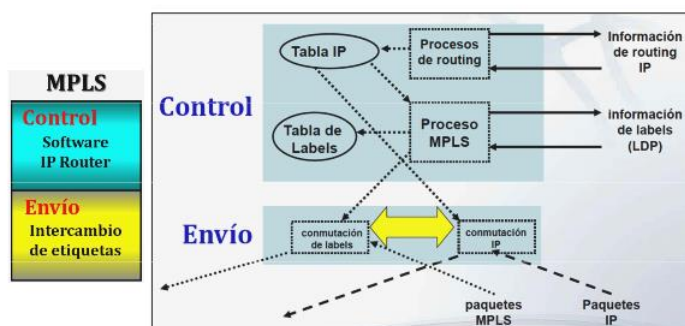 MPLS
Control
Software
IP Router
Envío
Intercambio
de etiquetas
Control
Tabla IP
Procesos
de routing
Información
de routing
IP
Tabla de
Labels
Proceso
MPLS
información
de labels
(LDP)
Envío
conmutación
de labels
conmutación
IP
paquetes
MPLS
Paquetes
IP